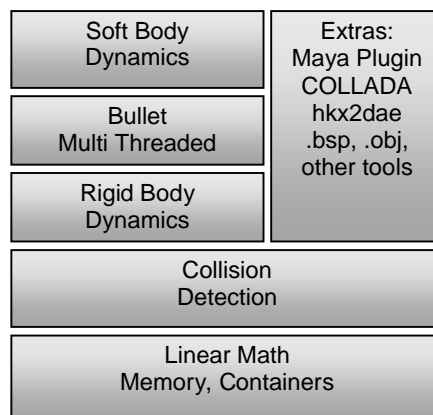 Soft Body
Dynamics
Bullet
Multi Threaded
Rigid Body
Dynamics
Extras:
Maya Plugin
COLLADA
hkx2dae
.bsp, .obj,
other tools
Collision
Detection
Linear Math
Memory, Containers